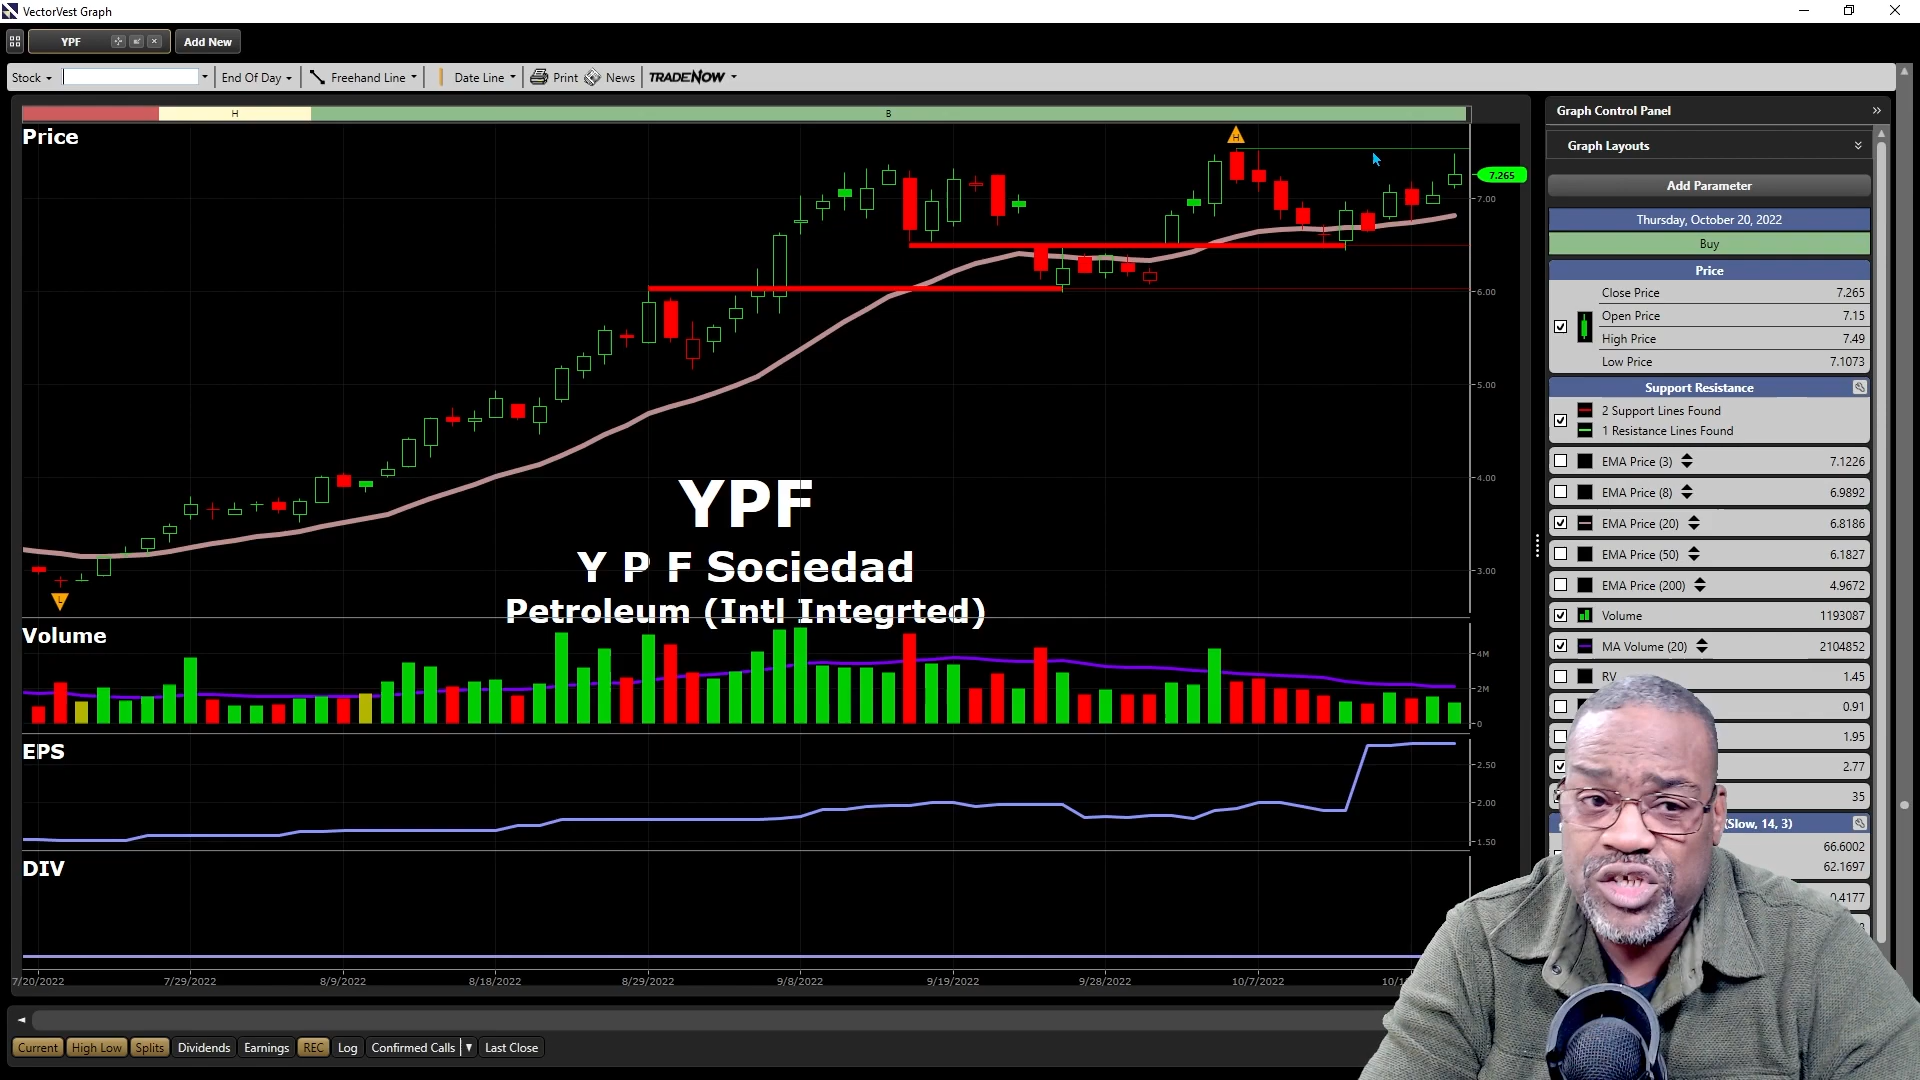 VectorVest Graph
YPF
Add New
Stock
End Of Day
Freehand Line
Date Line
Print
News
TRADENOW
H
B
Price
H
7.265
7.00
6.00
5.00
4.00
3.00
L
YPF
Y P F Sociedad
Petroleum (Intl Integrted)
Volume
4M
2M
0
EPS
2.50
2.00
1.50
DIV
7/20/2022
7/29/2022
8/9/2022
8/18/2022
8/29/2022
9/8/2022
9/19/2022
9/28/2022
10/7/2022
Current
High Low
Splits
Dividends
Earnings
REC
Log
Confirmed Calls
Last Close
Graph Control Panel
Graph Layouts
Add Parameter
Thursday, October 20, 2022
Buy
Price
Close Price 7.265
Open Price 7.15
High Price 7.49
Low Price 7.1073
Support Resistance
2 Support Lines Found
1 Resistance Lines Found
EMA Price (3) 7.1226
EMA Price (8) 6.9892
EMA Price (20) 6.8186
EMA Price (50) 6.1827
EMA Price (200) 4.9672
Volume 1193087
MA Volume (20) 2104852
RV 1.45
0.91
1.95
2.77
35
(Slow, 14, 3)
66.6002
62.1697